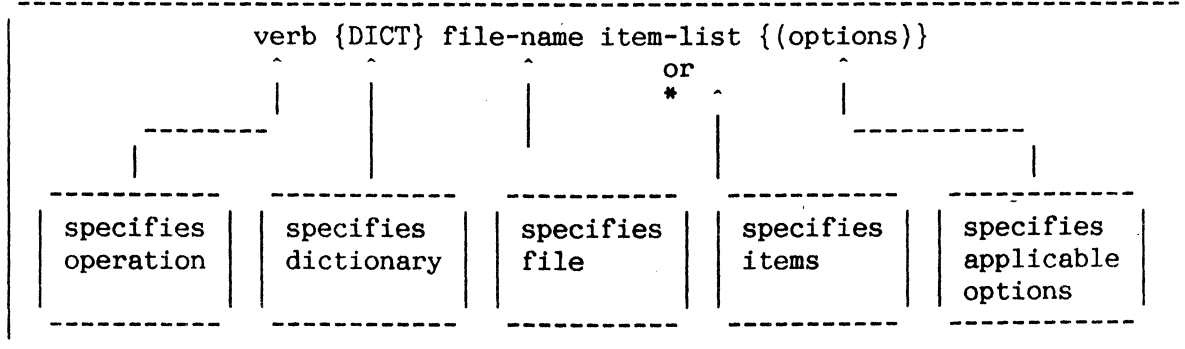 verb {DICT} file-name item-list {(options)}
or
*
specifies specifies specifies specifies specifies
operation dictionary file items applicable
options